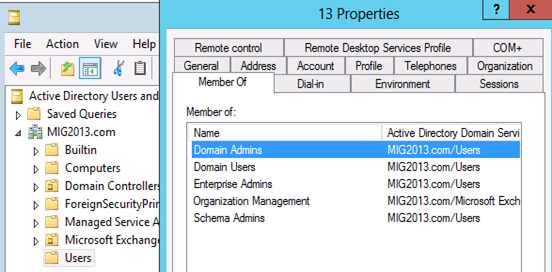 File Action View Help
Active Directory Users and
Saved Queries
MIG2013.com
Builtin
Computers
Domain Controllers
ForeignSecurityPrin
Managed Service A
Microsoft Exchange
Users
13 Properties
?
Remote control Remote Desktop Services Profile COM+
General Address Account Profile Telephones Organization
Member Of Dial-in Environment Sessions
Member of:
Name Active Directory Domain Servi
Domain Admins MIG2013.com/Users
Domain Users MIG2013.com/Users
Enterprise Admins MIG2013.com/Users
Organization Management MIG2013.com/Microsoft Exch
Schema Admins MIG2013.com/Users